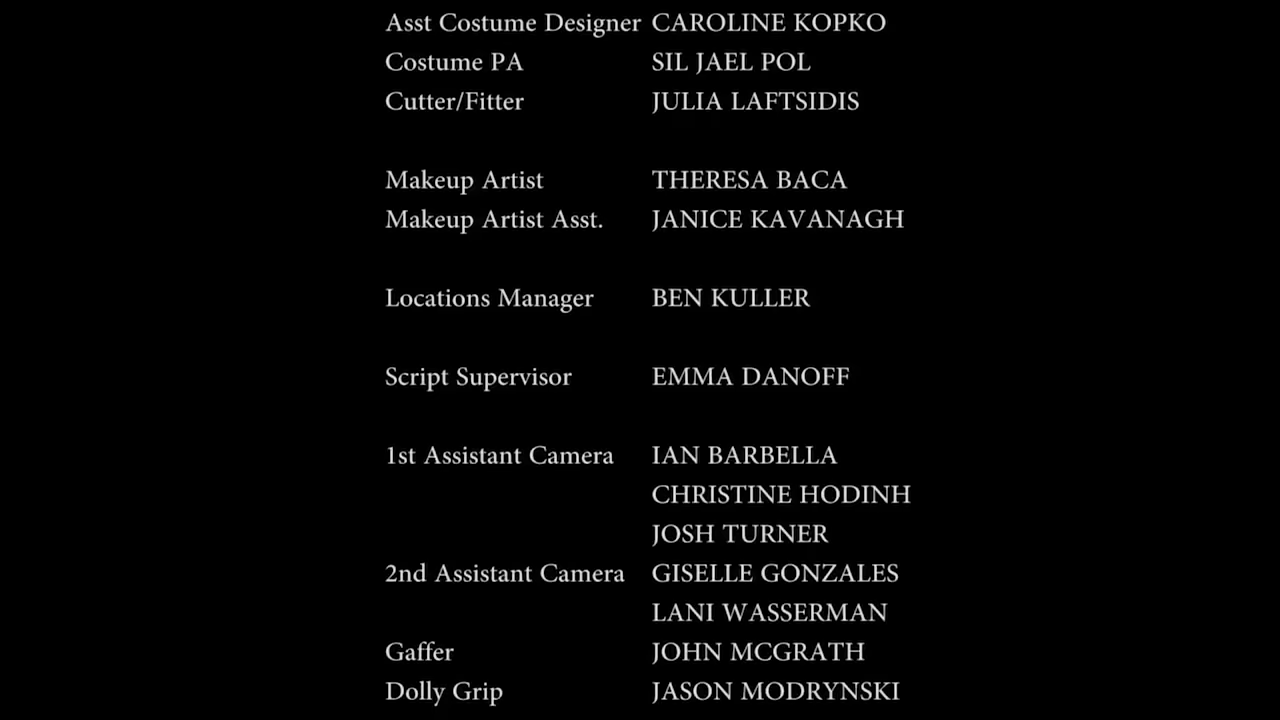 Asst Costume Designer CAROLINE KOPKO
Costume PA SIL JAEL POL
Cutter/Fitter JULIA LAFTSIDIS
Makeup Artist THERESA BACA
Makeup Artist Asst. JANICE KAVANAGH
Locations Manager BEN KULLER
Script Supervisor EMMA DANOFF
1st Assistant Camera IAN BARBELLA
CHRISTINE HODINH
JOSH TURNER
2nd Assistant Camera GISELLE GONZALES
LANI WASSERMAN
Gaffer JOHN MCGRATH
Dolly Grip JASON MODRYNSKI